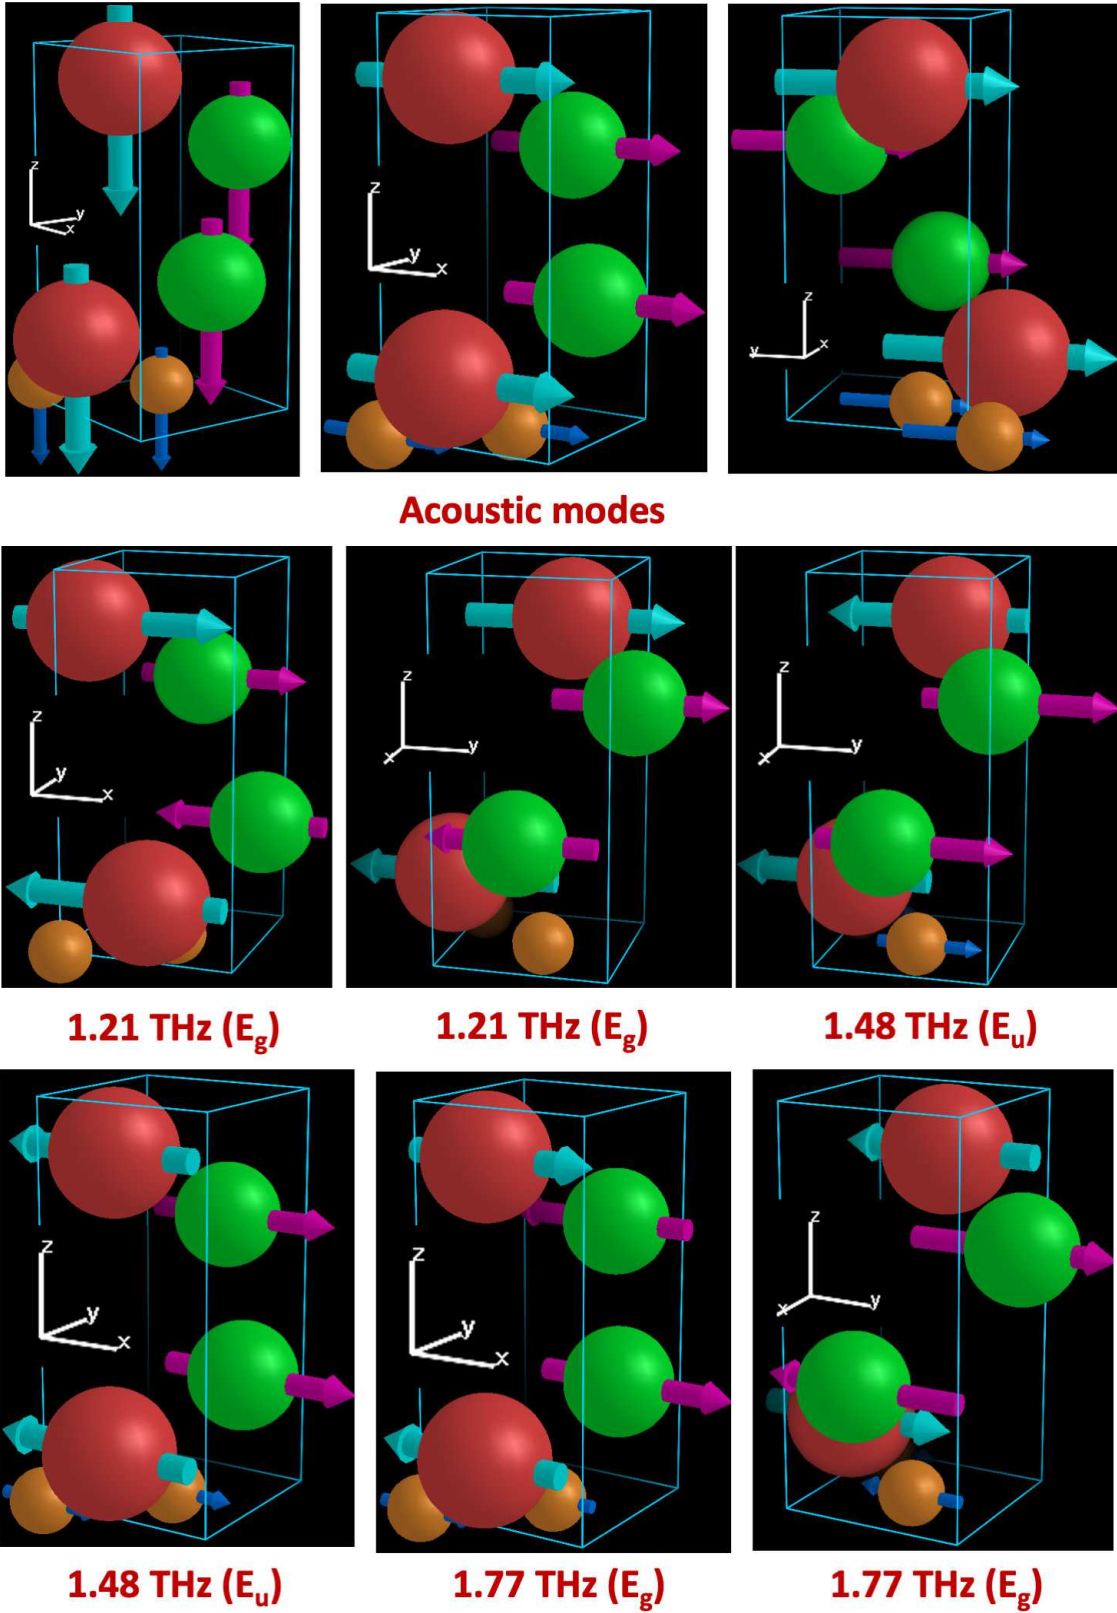 z
y
x
z
y
x
z
y
x
Acoustic modes
z
y
x
z
y
x
z
y
x
1.21 THz (Eg)
1.21 THz (Eg)
1.48 THz (Eu)
z
y
x
z
y
x
z
x
y
1.48 THz (Eu)
1.77 THz (Eg)
1.77 THz (Eg)